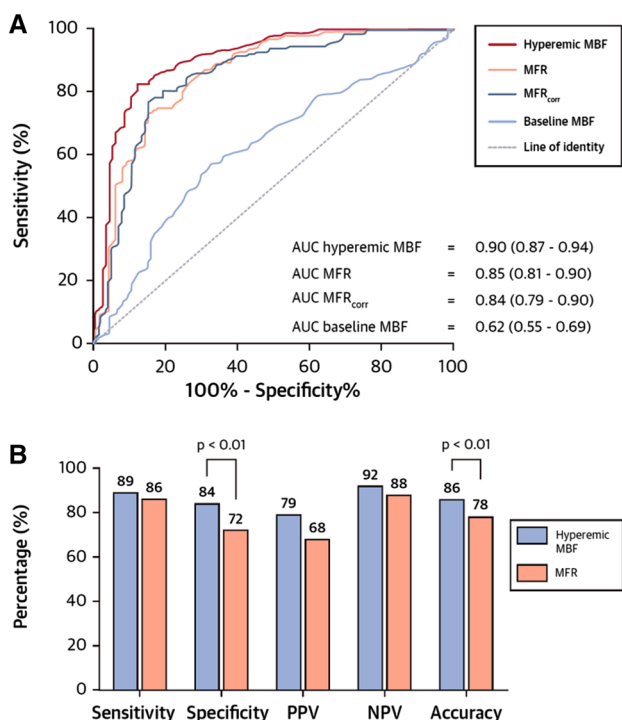 A
100
80
60
40
20
0
Sensitivity (%)
0 20 40 60 80 100
100% - Specificity%
Hyperemic MBF
MFR
MFRcorr
Baseline MBF
Line of identity
AUC hyperemic MBF = 0.90 (0.87 - 0.94)
AUC MFR = 0.85 (0.81 - 0.90)
AUC MFRcorr = 0.84 (0.79 - 0.90)
AUC baseline MBF = 0.62 (0.55 - 0.69)
B
100
80
60
40
20
0
Percentage (%)
p < 0.01
p < 0.01
89 86 84 72 79 68 92 88 86 78
Sensitivity Specificity PPV NPV Accuracy
Hyperemic
MBF
MFR